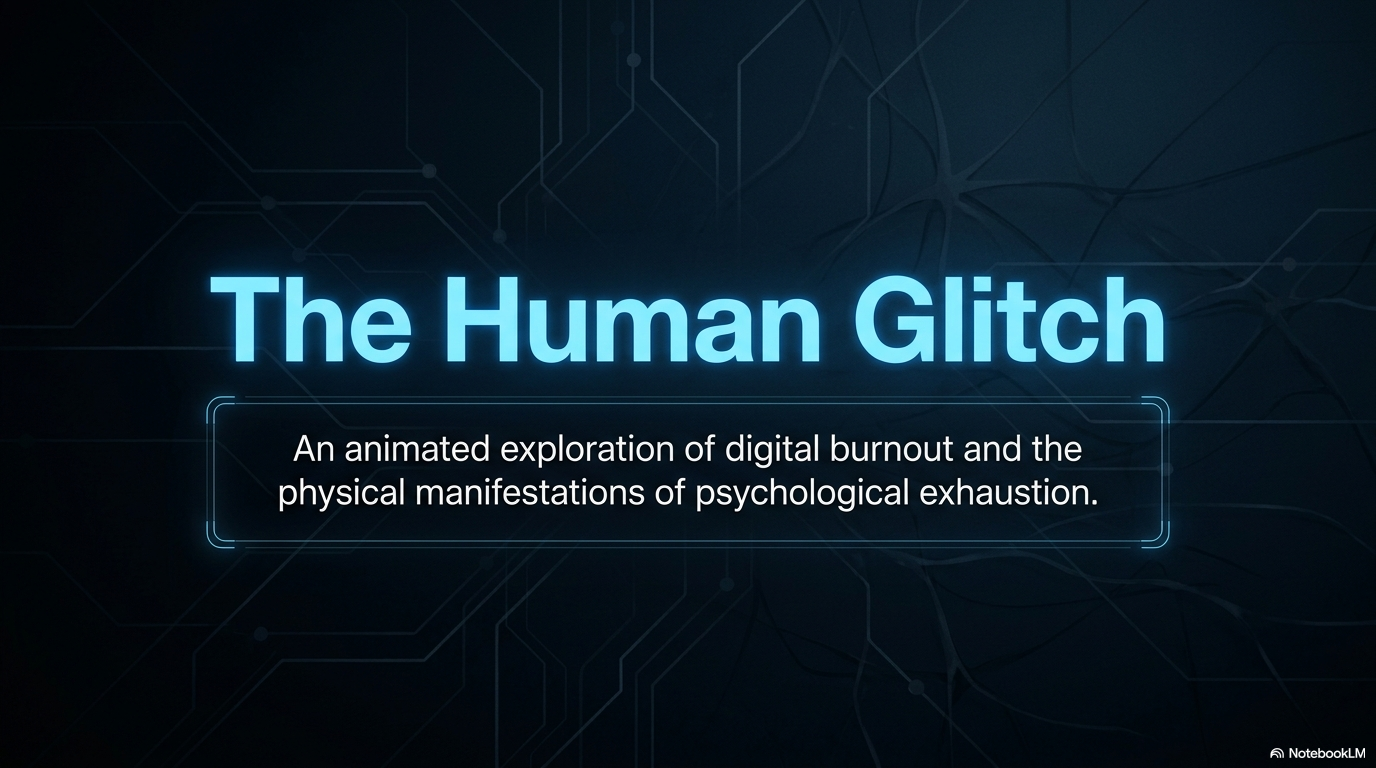 The Human Glitch
An animated exploration of digital burnout and the
physical manifestations of psychological exhaustion.
NotebookLM